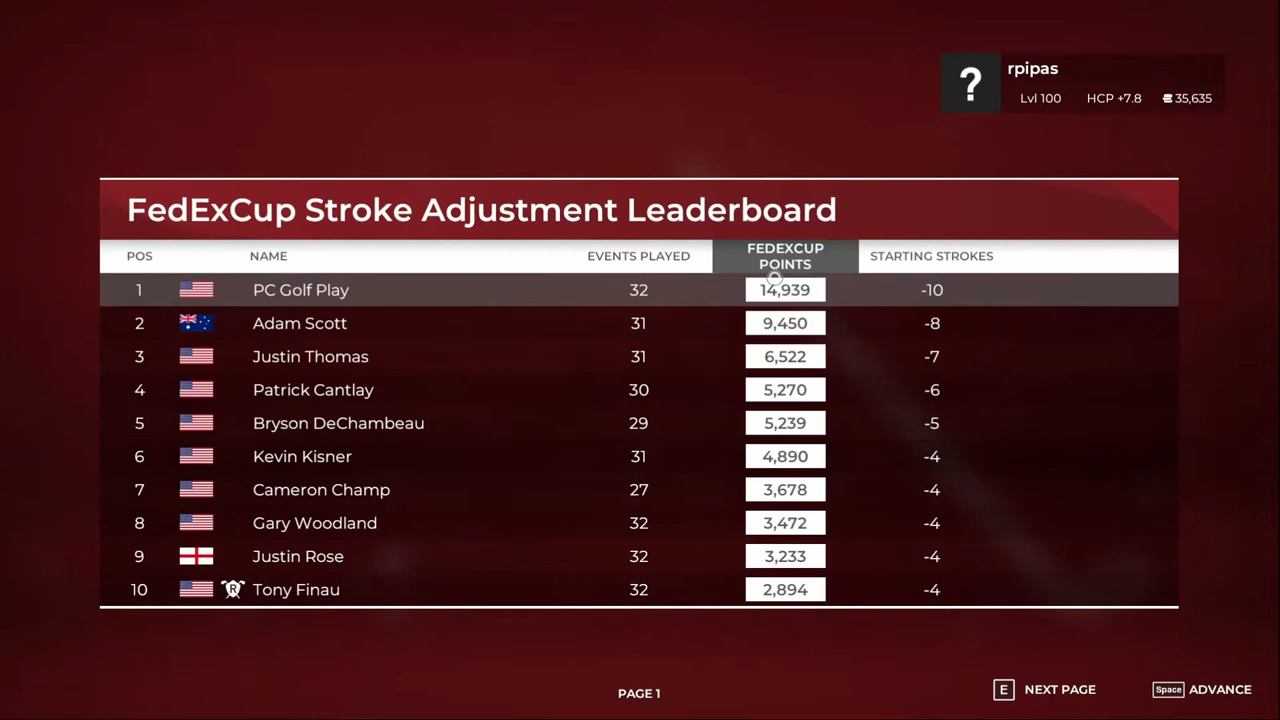 rpipas
?
Lvl 100 HCP +7.8 35,635
FedExCup Stroke Adjustment Leaderboard
POS NAME EVENTS PLAYED FEDEXCUP POINTS STARTING STROKES
1 PC Golf Play 32 14,939 -10
2 Adam Scott 31 9,450 -8
3 Justin Thomas 31 6,522 -7
4 Patrick Cantlay 30 5,270 -6
5 Bryson DeChambeau 29 5,239 -5
6 Kevin Kisner 31 4,890 -4
7 Cameron Champ 27 3,678 -4
8 Gary Woodland 32 3,472 -4
9 Justin Rose 32 3,233 -4
10 R Tony Finau 32 2,894 -4
PAGE 1 E NEXT PAGE Space ADVANCE